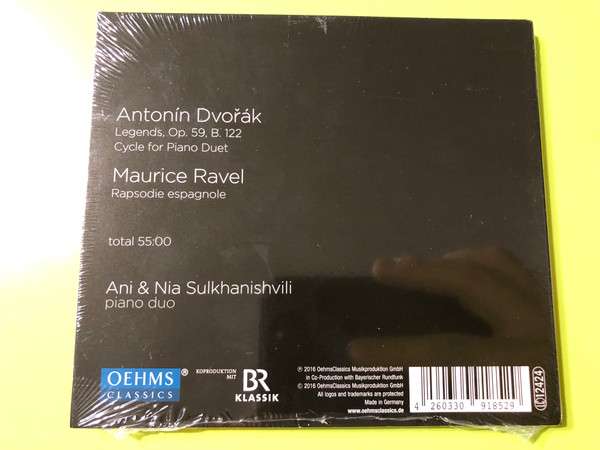 Antonín Dvořák
Legends, Op. 59, B. 122
Cycle for Piano Duet
Maurice Ravel
Rapsodie espagnole
total 55:00
Ani & Nia Sulkhanishvili
piano duo
OEHMS®
CLASSICS
KOPRODUKTION
MIT
BR
KLASSIK
℗ 2016 OehmsClassics Musikproduktion GmbH
in Co-Production with Bayerischer Rundfunk
© 2016 OehmsClassics Musikproduktion GmbH
All logos and trademarks are protected
Made in Germany
www.oehmsclassics.de
4 260330 918529
LC12424